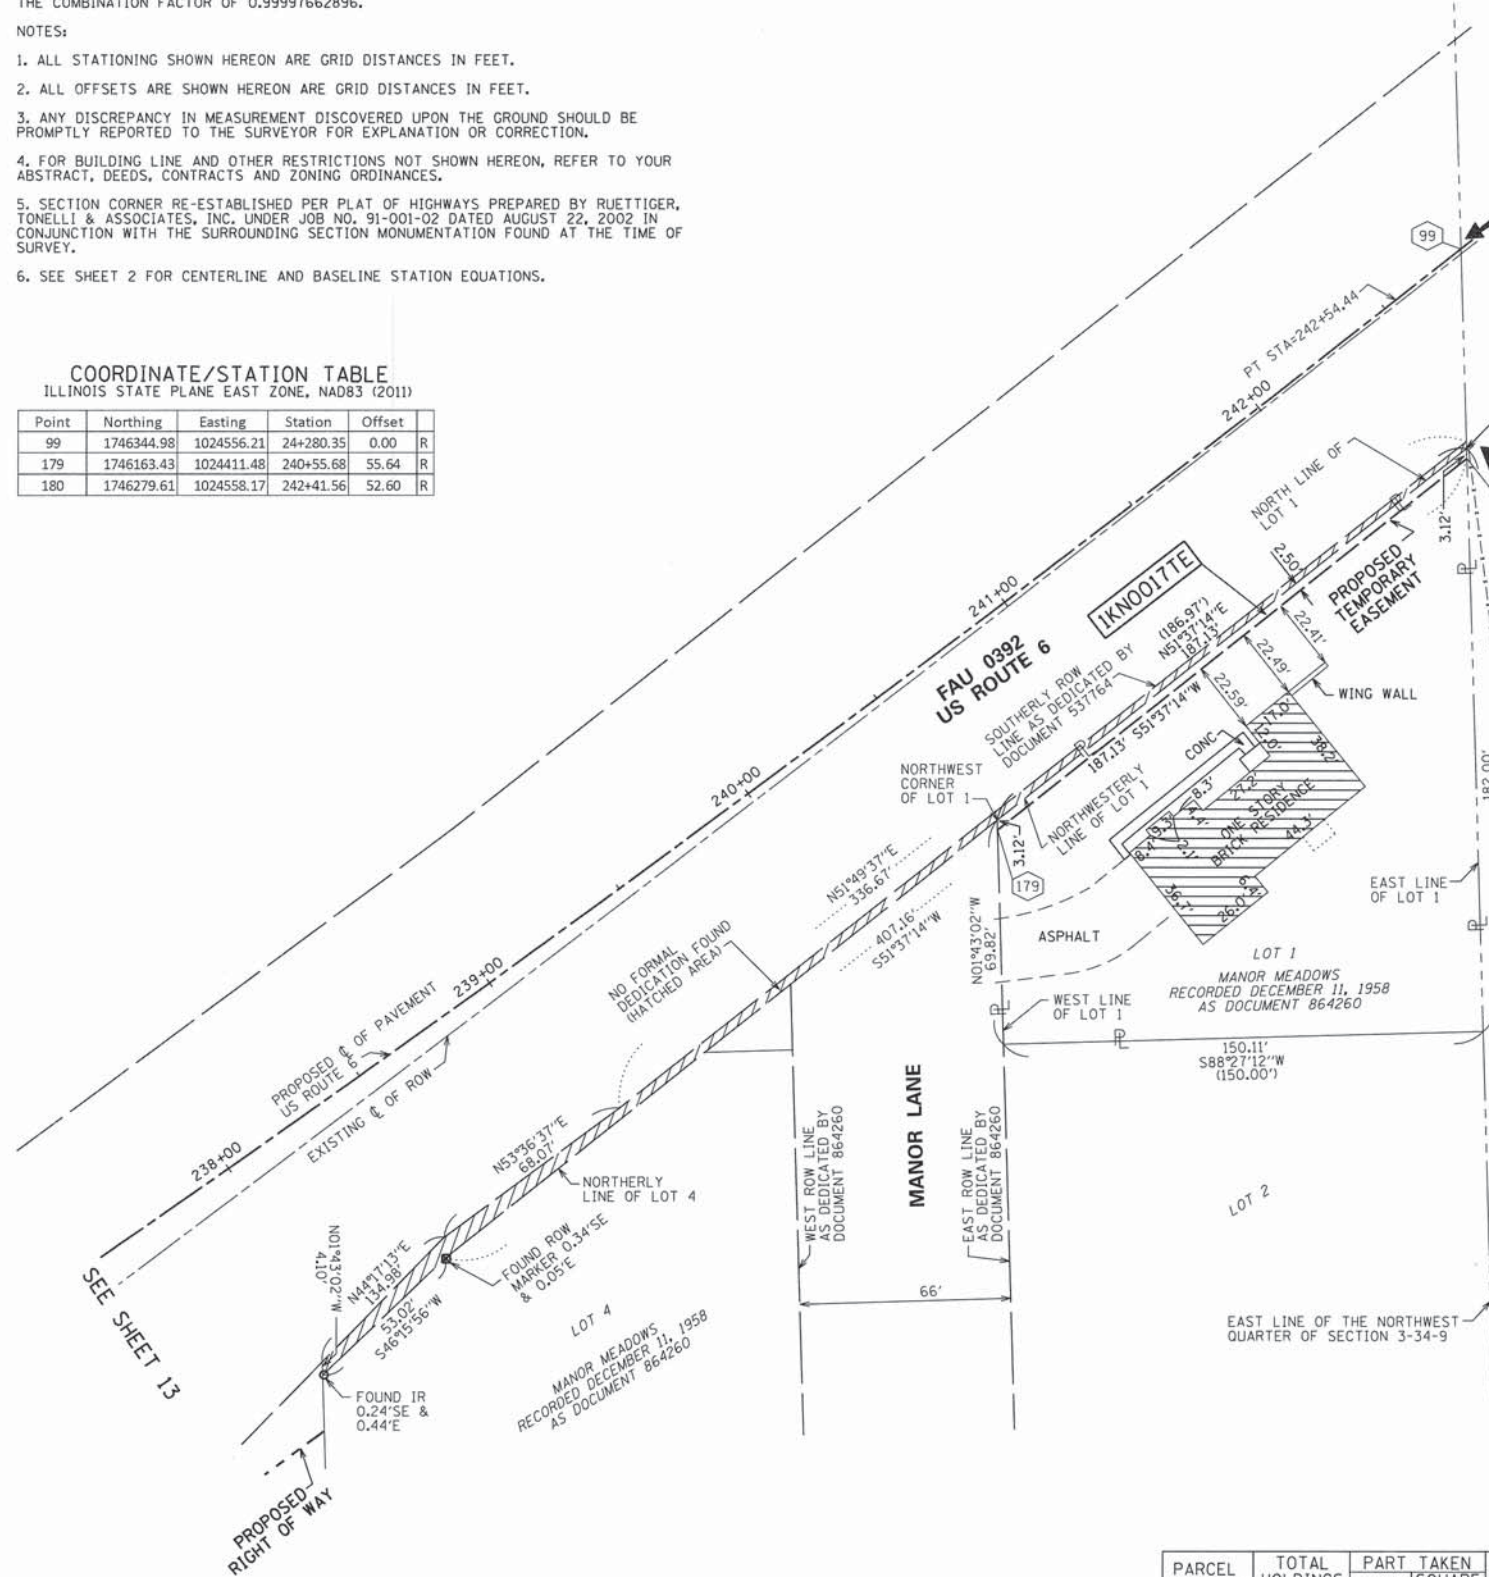 THE COMBINATION FACTOR OF 0.99997662896.
NOTES:
1. ALL STATIONING SHOWN HEREON ARE GRID DISTANCES IN FEET.
2. ALL OFFSETS ARE SHOWN HEREON ARE GRID DISTANCES IN FEET.
3. ANY DISCREPANCY IN MEASUREMENT DISCOVERED UPON THE GROUND SHOULD BE
PROMPTLY REPORTED TO THE SURVEYOR FOR EXPLANATION OR CORRECTION.
4. FOR BUILDING LINE AND OTHER RESTRICTIONS NOT SHOWN HEREON, REFER TO YOUR
ABSTRACT, DEEDS, CONTRACTS AND ZONING ORDINANCES.
5. SECTION CORNER RE-ESTABLISHED PER PLAT OF HIGHWAYS PREPARED BY RUETTIGER,
TONELLI & ASSOCIATES, INC. UNDER JOB NO. 91-001-02 DATED AUGUST 22, 2002 IN
CONJUNCTION WITH THE SURROUNDING SECTION MONUMENTATION FOUND AT THE TIME OF
SURVEY.
6. SEE SHEET 2 FOR CENTERLINE AND BASELINE STATION EQUATIONS.
COORDINATE/STATION TABLE
ILLINOIS STATE PLANE EAST ZONE, NAD83 (2011)
Point Northing Easting Station Offset
99 1746344.98 1024556.21 24+280.35 0.00 R
179 1746163.43 1024411.48 240+55.68 55.64 R
180 1746279.61 1024558.17 242+41.56 52.60 R
99
PT STA=242+54.44
242+00
NORTH LINE OF
LOT 1
3.12'
2.50'
PROPOSED
TEMPORARY
EASEMENT
1KN0017TE
241+00
FAU 0392
US ROUTE 6
(186.97')
N51°37'14"E
187.13'
SOUTHERLY ROW
LINE AS DEDICATED BY
DOCUMENT 537764
187.13' S51°37'14"W
22.41'
22.49'
22.59'
WING WALL
CONC.
17.0'
12.0'
38.2'
27.2'
8.3'
4.4'
9.3'
2.1'
8.4'
ONE STORY
BRICK RESIDENCE
44.3'
6.4'
26.0'
36.7'
NORTHWEST
CORNER
OF LOT 1
NORTHWESTERLY
LINE OF LOT 1
3.12'
179
240+00
N51°49'37"E
336.67'
407.16'
S51°37'14"W
182.00'
EAST LINE
OF LOT 1
ASPHALT
N01°43'02"W
69.82'
LOT 1
MANOR MEADOWS
RECORDED DECEMBER 11, 1958
AS DOCUMENT 864260
WEST LINE
OF LOT 1
150.11'
S88°27'12"W
(150.00')
NO FORMAL
DEDICATION FOUND
(HATCHED AREA)
239+00
PROPOSED ℄ OF PAVEMENT
US ROUTE 6
EXISTING ℄ OF ROW
238+00
MANOR LANE
WEST ROW LINE
AS DEDICATED BY
DOCUMENT 864260
EAST ROW LINE
AS DEDICATED BY
DOCUMENT 864260
66'
LOT 2
N53°36'37"E
68.07'
NORTHERLY
LINE OF LOT 4
FOUND ROW
MARKER 0.34'SE
& 0.05'E
N01°43'02"W
4.10'
N44°17'13"E
134.98'
53.02'
S46°15'56"W
LOT 4
MANOR MEADOWS
RECORDED DECEMBER 11, 1958
AS DOCUMENT 864260
SEE SHEET 13
FOUND IR
0.24'SE &
0.44'E
PROPOSED
RIGHT OF WAY
EAST LINE OF THE NORTHWEST
QUARTER OF SECTION 3-34-9
PARCEL TOTAL PART TAKEN
HOLDINGS SQUARE